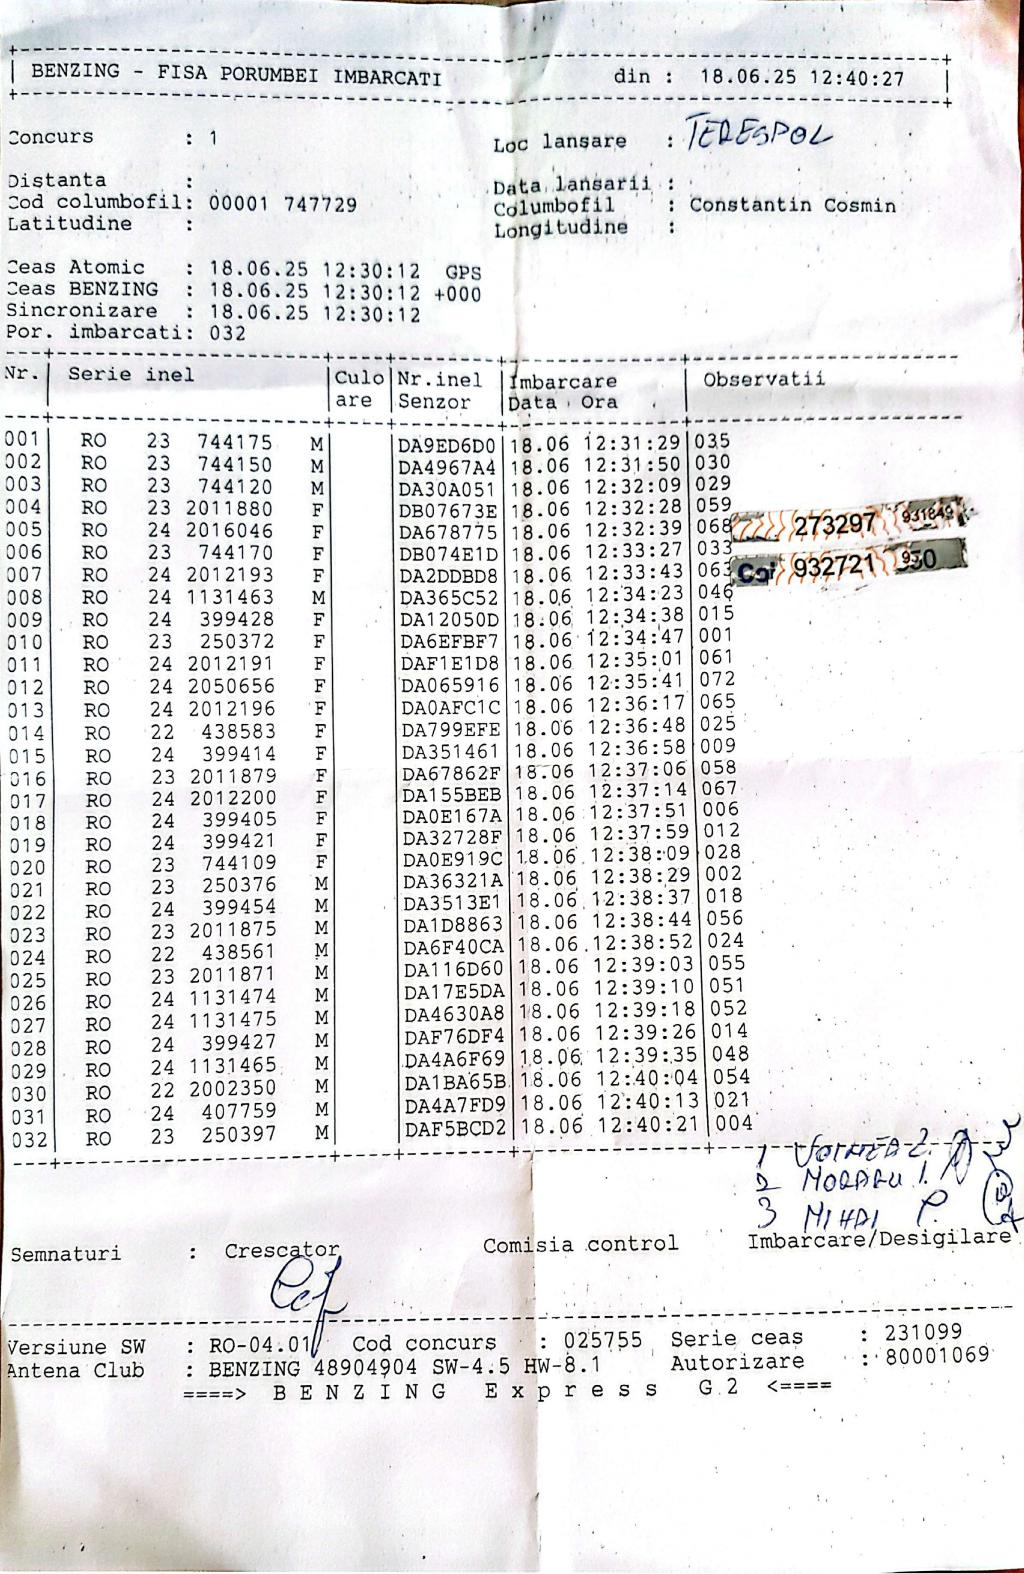 BENZING - FISA PORUMBEI IMBARCATI din : 18.06.25 12:40:27
Concurs : 1 Loc lansare : TERESPOL
Distanta : Data lansarii :
Cod columbofil: 00001 747729 Columbofil : Constantin Cosmin
Latitudine : Longitudine :
Ceas Atomic : 18.06.25 12:30:12 GPS
Ceas BENZING : 18.06.25 12:30:12 +000
Sincronizare : 18.06.25 12:30:12
Por. imbarcati: 032
Nr. Serie inel Culo Nr.inel Imbarcare Observatii
are Senzor Data Ora
001 RO 23 744175 M DA9ED6D0 18.06 12:31:29 035
002 RO 23 744150 M DA4967A4 18.06 12:31:50 030
003 RO 23 744120 M DA30A051 18.06 12:32:09 029
004 RO 23 2011880 F DB07673E 18.06 12:32:28 059
005 RO 24 2016046 F DA678775 18.06 12:32:39 068 273297 931849
006 RO 23 744170 F DB074E1D 18.06 12:33:27 033
007 RO 24 2012193 F DA2DDBD8 18.06 12:33:43 063 932721
008 RO 24 1131463 M DA365C52 18.06 12:34:23 046
009 RO 24 399428 F DA12050D 18.06 12:34:38 015
010 RO 23 250372 F DA6EFBF7 18.06 12:34:47 001
011 RO 24 2012191 F DAF1E1D8 18.06 12:35:01 061
012 RO 24 2050656 F DA065916 18.06 12:35:41 072
013 RO 24 2012196 F DA0AFC1C 18.06 12:36:17 065
014 RO 22 438583 F DA799EFE 18.06 12:36:48 025
015 RO 24 399414 F DA351461 18.06 12:36:58 009
016 RO 23 2011879 F DA67862F 18.06 12:37:06 058
017 RO 24 2012200 F DA155BEB 18.06 12:37:14 067
018 RO 24 399405 F DA0E167A 18.06 12:37:51 006
019 RO 24 399421 F DA32728F 18.06 12:37:59 012
020 RO 23 744109 F DA0E919C 18.06 12:38:09 028
021 RO 23 250376 M DA36321A 18.06 12:38:29 002
022 RO 24 399454 M DA3513E1 18.06 12:38:37 018
023 RO 23 2011875 M DA1D8863 18.06 12:38:44 056
024 RO 22 438561 M DA6F40CA 18.06 12:38:52 024
025 RO 23 2011871 M DA116D60 18.06 12:39:03 055
026 RO 24 1131474 M DA17E5DA 18.06 12:39:10 051
027 RO 24 1131475 M DA4630A8 18.06 12:39:18 052
028 RO 24 399427 M DAF76DF4 18.06 12:39:26 014
029 RO 24 1131465 M DA4A6F69 18.06 12:39:35 048
030 RO 22 2002350 M DA1BA65B 18.06 12:40:04 054
031 RO 24 407759 M DA4A7FD9 18.06 12:40:13 021
032 RO 23 250397 M DAF5BCD2 18.06 12:40:21 004
1
2 MORARU I.
3 MIHAI P.
Semnaturi : Crescator Comisia control Imbarcare/Desigilare
Versiune SW : RO-04.01 Cod concurs : 025755 Serie ceas : 231099
Antena Club : BENZING 48904904 SW-4.5 HW-8.1 Autorizare : 80001069
====> B E N Z I N G E x p r e s s G 2 <====